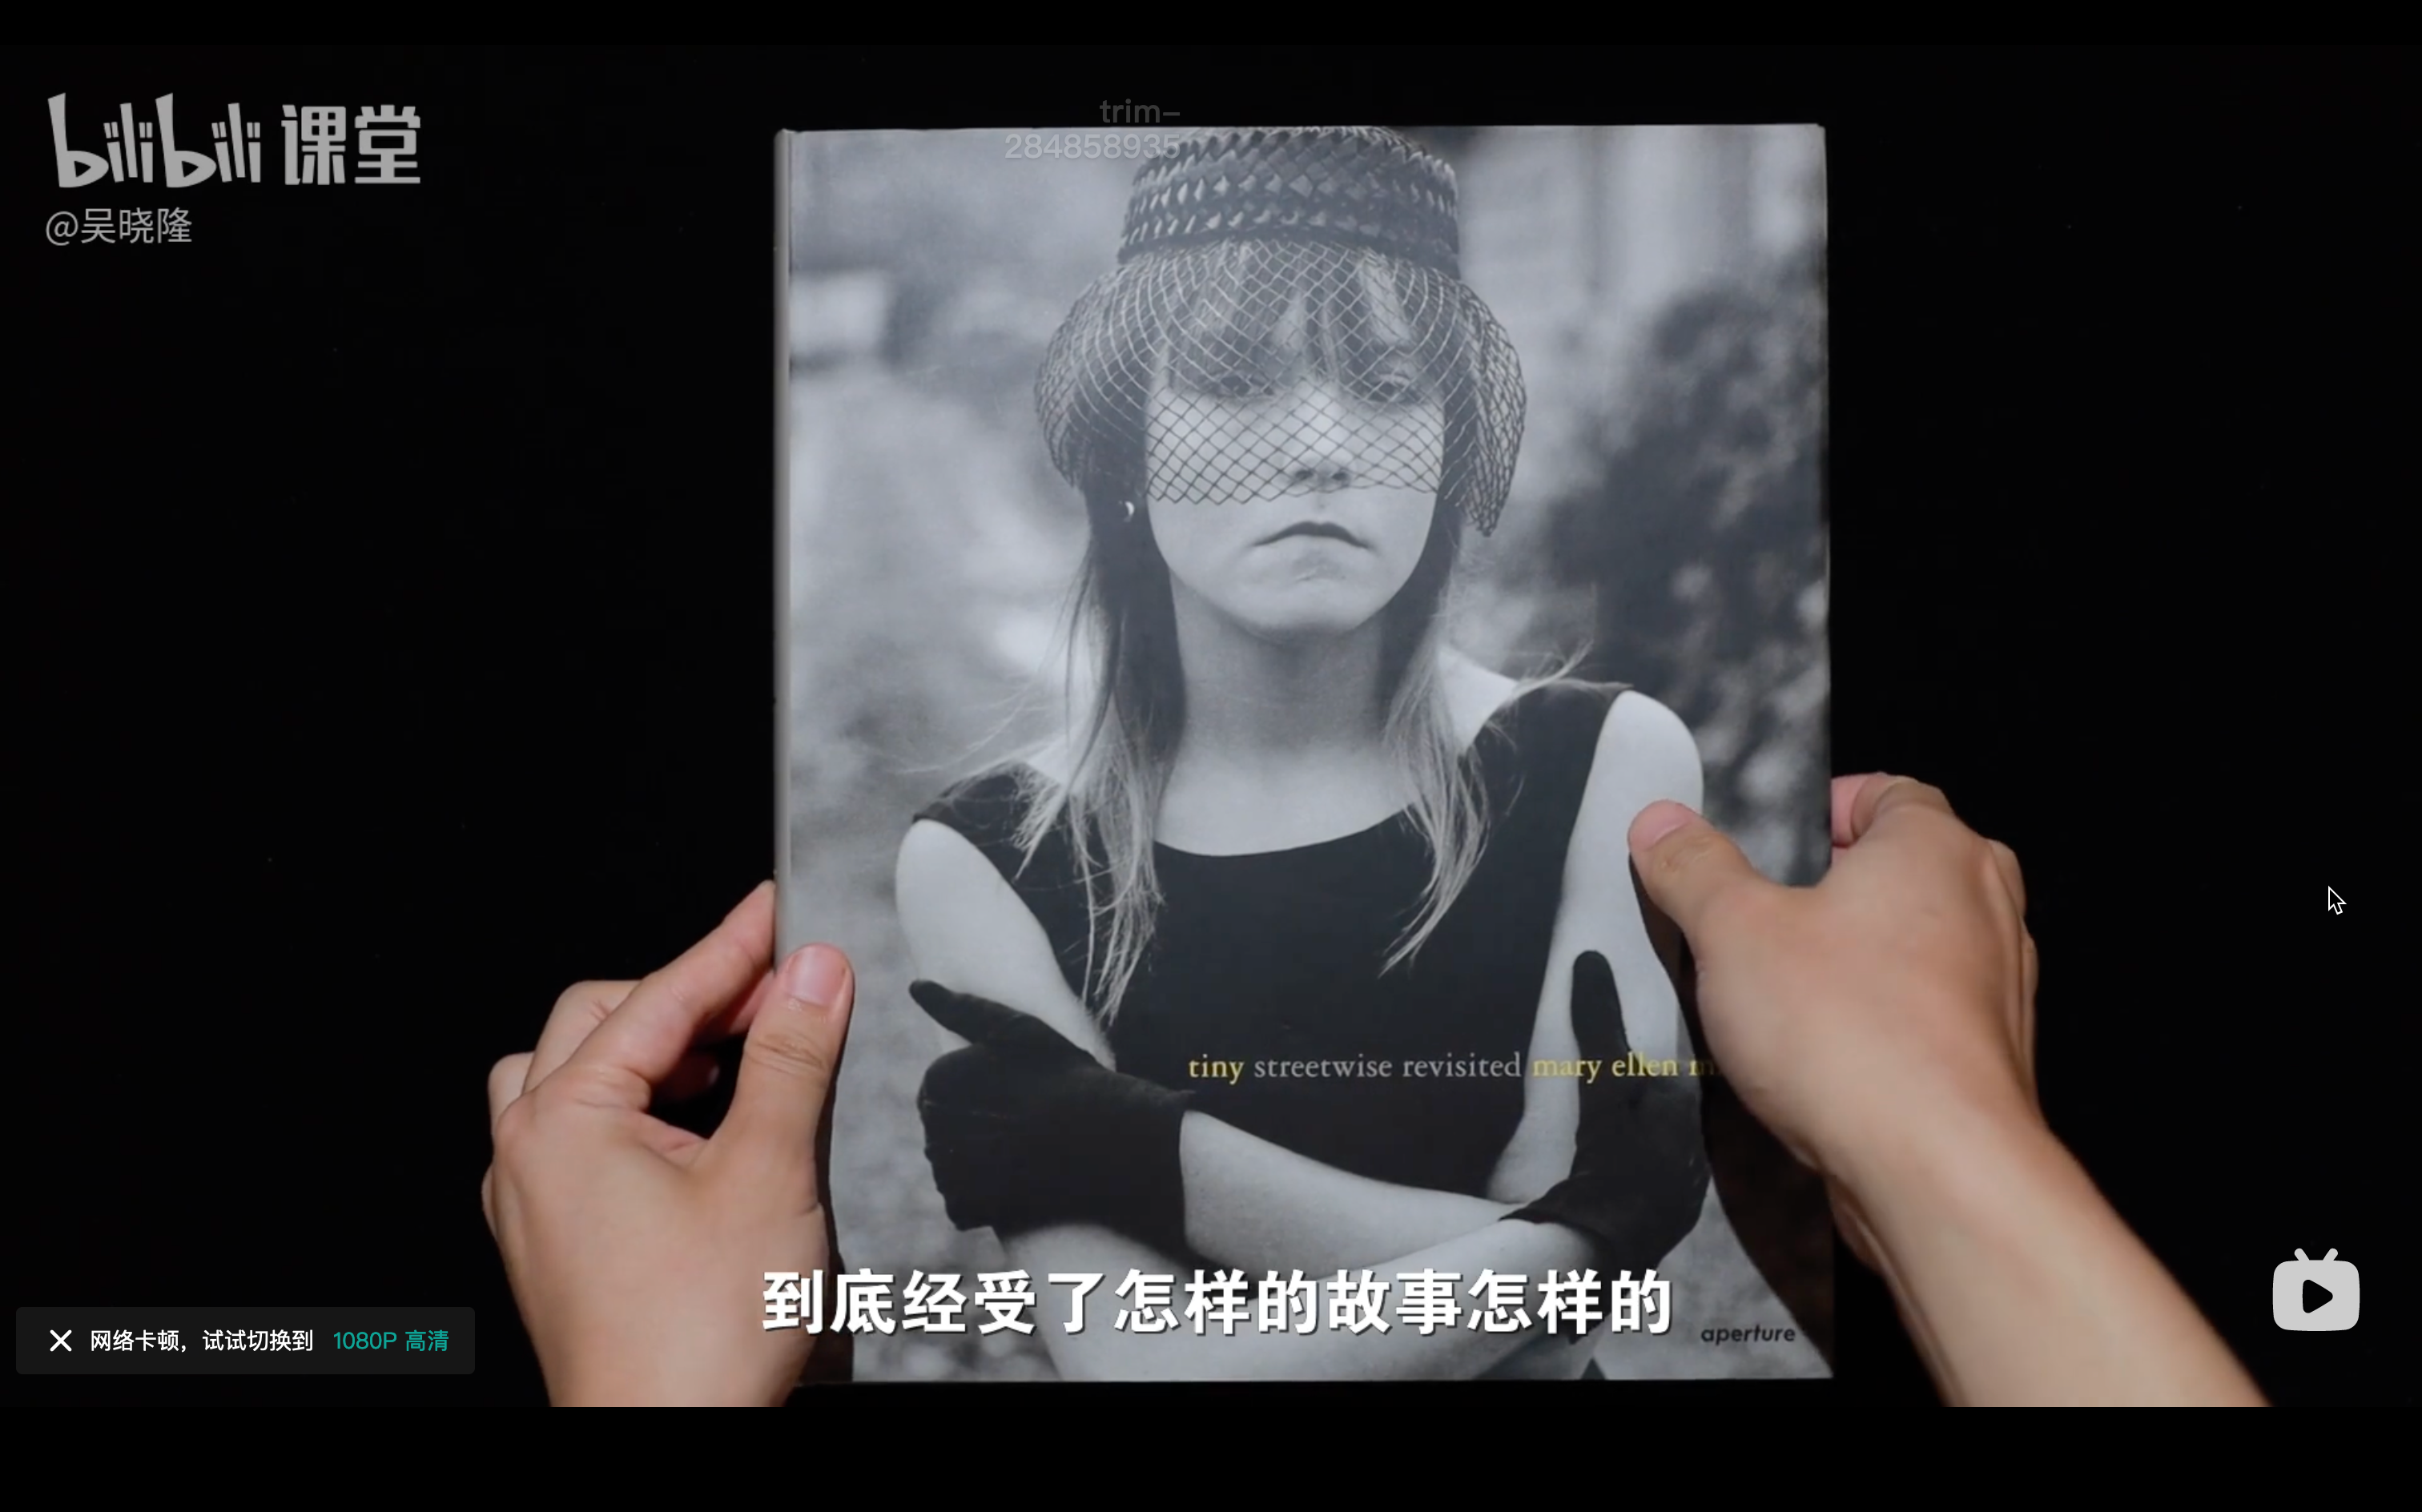 bilibili 课堂
@吴晓隆
trim-
284858935
tiny streetwise revisited mary ellen
到底经受了怎样的故事怎样的
aperture
网络卡顿，试试切换到 1080P 高清